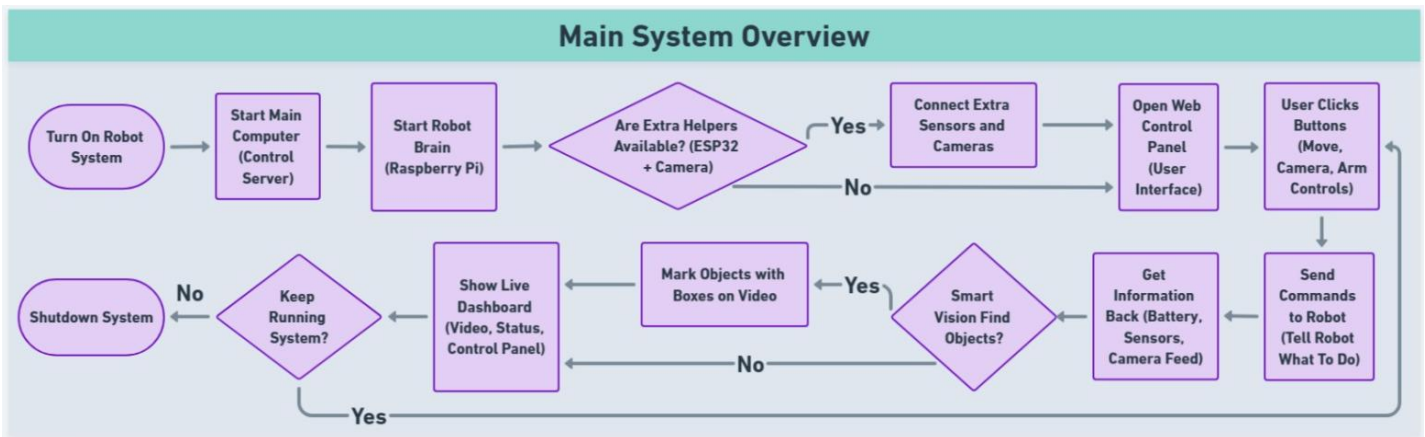 Main System Overview
Turn On Robot
System
Start Main
Computer
(Control
Server)
Start Robot
Brain
(Raspberry Pi)
Are Extra Helpers
Available? (ESP32
+ Camera)
Yes
No
Connect Extra
Sensors and
Cameras
Open Web
Control
Panel
(User
Interface)
User Clicks
Buttons
(Move,
Camera, Arm
Controls)
Send
Commands
to Robot
(Tell Robot
What To Do)
Get
Information
Back (Battery,
Sensors,
Camera Feed)
Smart
Vision Find
Objects?
Yes
No
Mark Objects with
Boxes on Video
Show Live
Dashboard
(Video, Status,
Control Panel)
Keep
Running
System?
No
Shutdown System
Yes